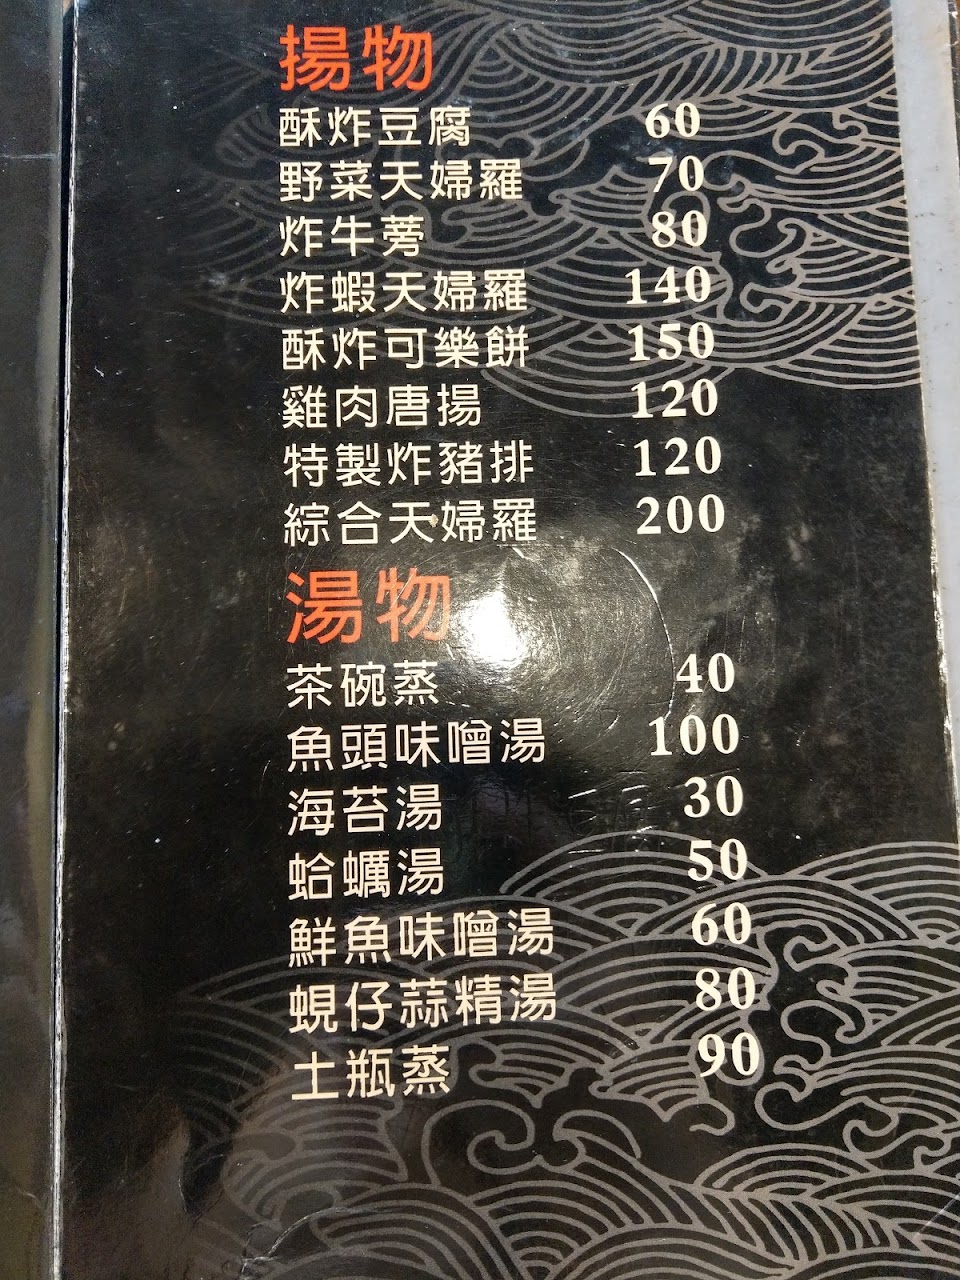 揚物
酥炸豆腐 60
野菜天婦羅 70
炸牛蒡 80
炸蝦天婦羅 140
酥炸可樂餅 150
雞肉唐揚 120
特製炸豬排 120
綜合天婦羅 200
湯物
茶碗蒸 40
魚頭味噌湯 100
海苔湯 30
蛤蠣湯 50
鮮魚味噌湯 60
蜆仔蒜精湯 80
土瓶蒸 90